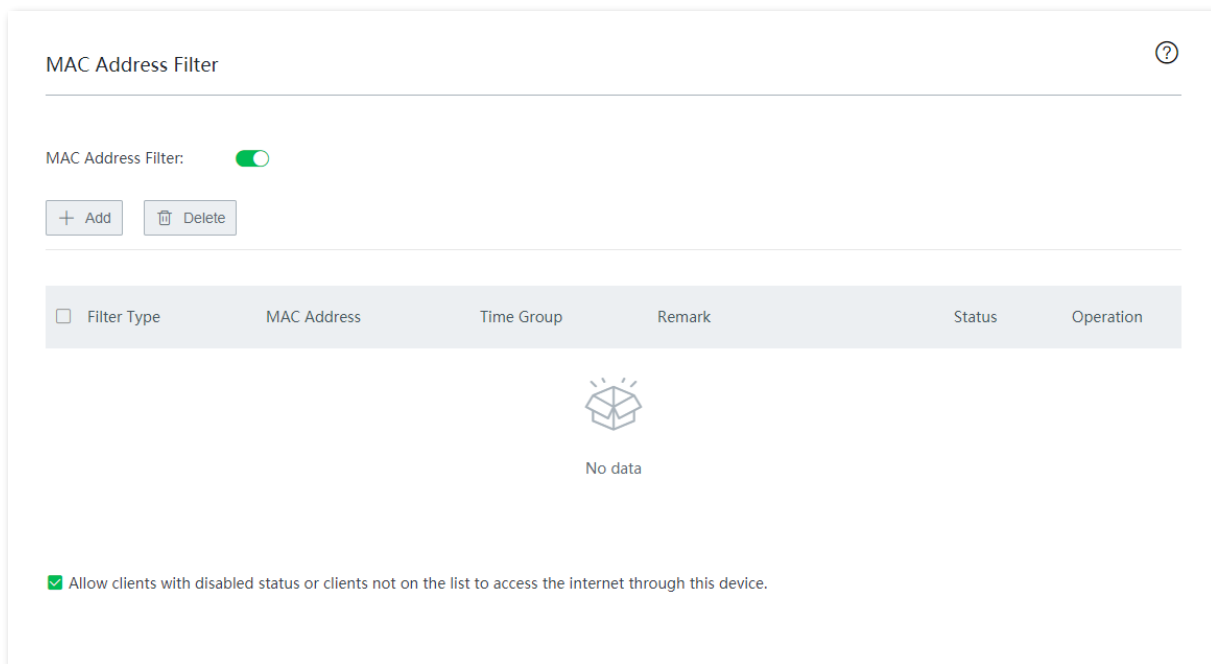 MAC Address Filter
?
MAC Address Filter:
Add Delete
Filter Type MAC Address Time Group Remark Status Operation
No data
Allow clients with disabled status or clients not on the list to access the internet through this device.